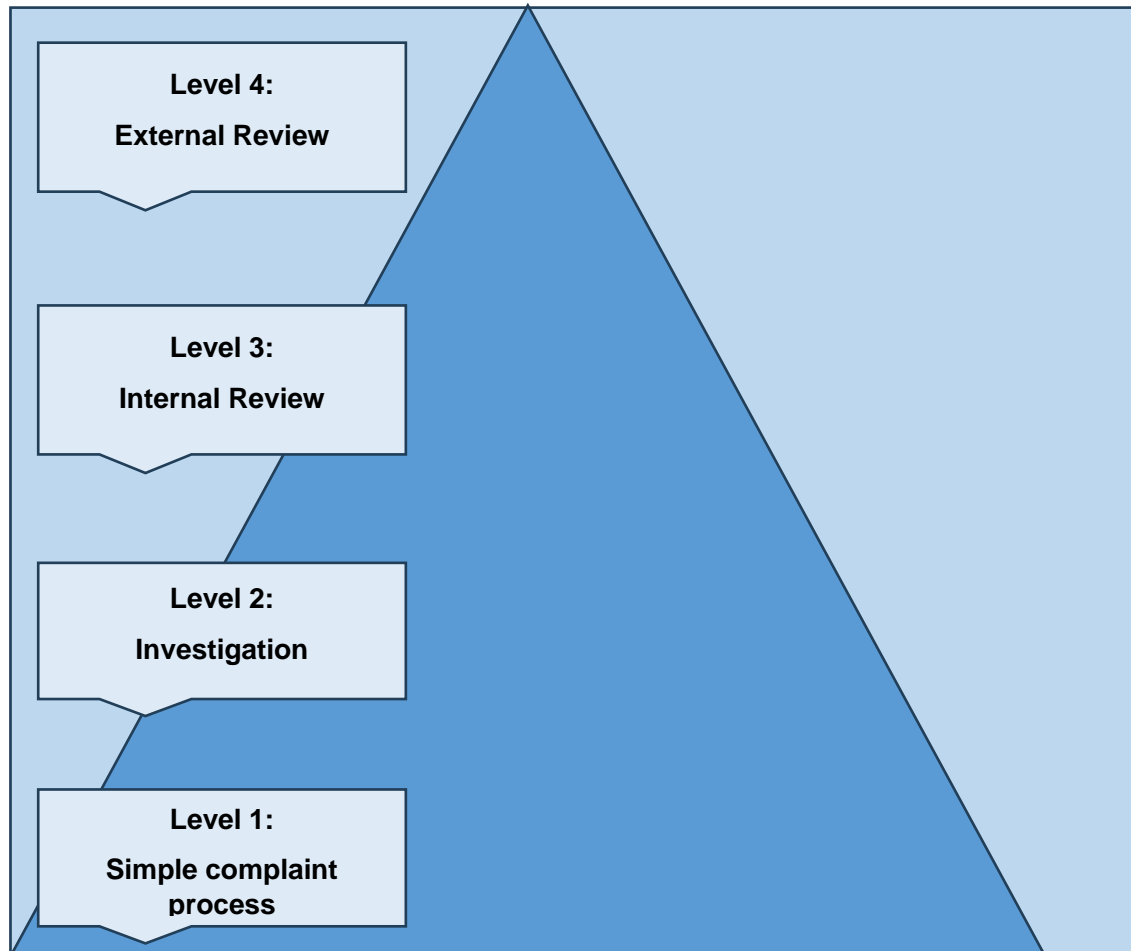 Level 4:
External Review
Level 3:
Internal Review
Level 2:
Investigation
Level 1:
Simple complaint
process